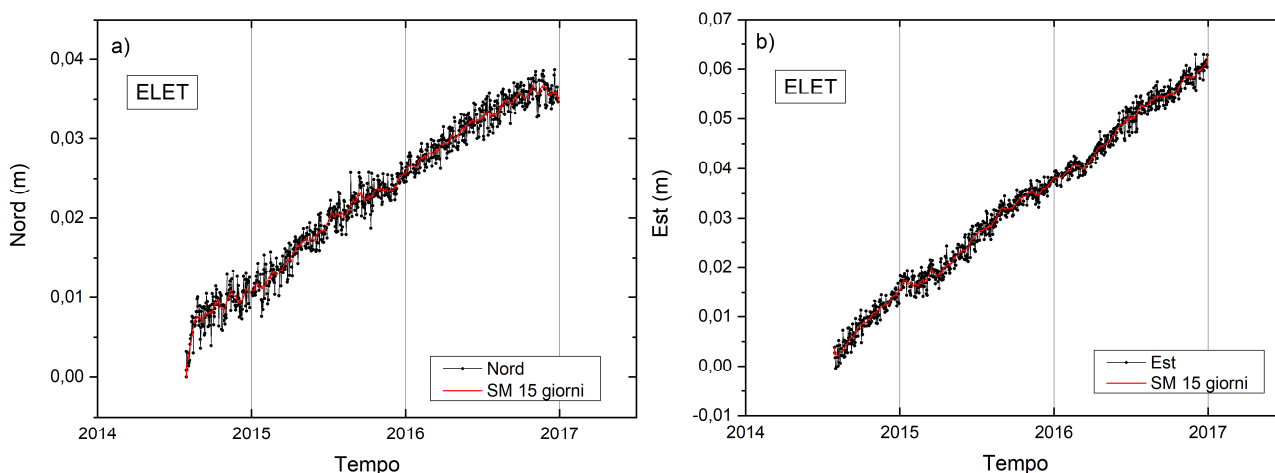 a)
ELET
0,04
0,03
0,02
0,01
0,00
Nord (m)
Nord
SM 15 giorni
2014
2015
2016
2017
Tempo
b)
ELET
0,07
0,06
0,05
0,04
0,03
0,02
0,01
0,00
-0,01
Est (m)
Est
SM 15 giorni
2014
2015
2016
2017
Tempo